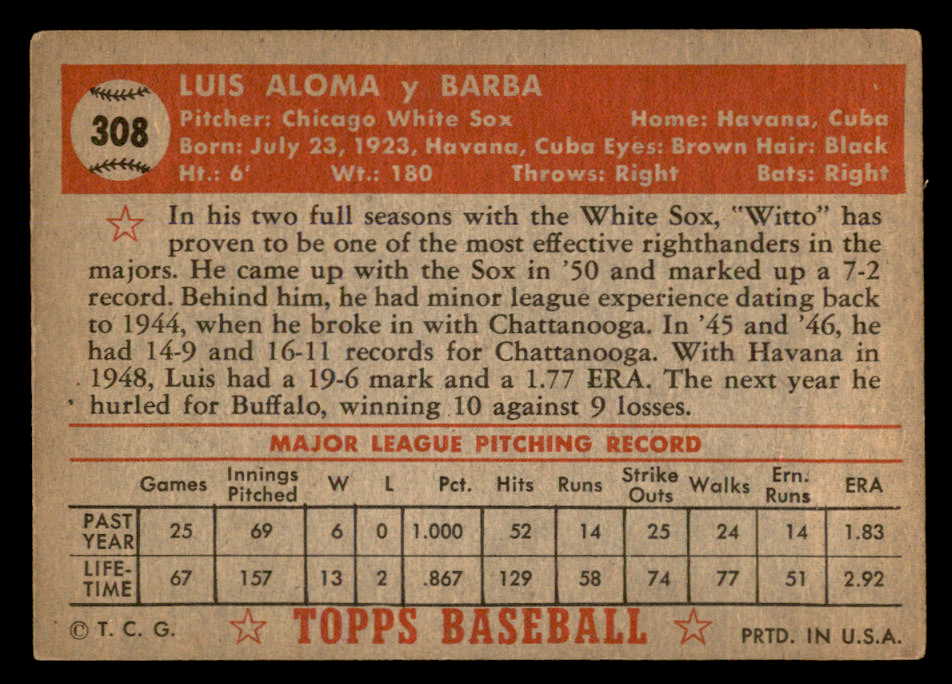 308
LUIS ALOMA y BARBA
Pitcher: Chicago White Sox Home: Havana, Cuba
Born: July 23, 1923, Havana, Cuba Eyes: Brown Hair: Black
Ht.: 6' Wt.: 180 Throws: Right Bats: Right
In his two full seasons with the White Sox, "Witto" has
proven to be one of the most effective righthanders in the
majors. He came up with the Sox in '50 and marked up a 7-2
record. Behind him, he had minor league experience dating back
to 1944, when he broke in with Chattanooga. In '45 and '46, he
had 14-9 and 16-11 records for Chattanooga. With Havana in
1948, Luis had a 19-6 mark and a 1.77 ERA. The next year he
hurled for Buffalo, winning 10 against 9 losses.
MAJOR LEAGUE PITCHING RECORD
Games Innings Pitched W L Pct. Hits Runs Strike Outs Walks Ern. Runs ERA
PAST YEAR 25 69 6 0 1.000 52 14 25 24 14 1.83
LIFE-TIME 67 157 13 2 .867 129 58 74 77 51 2.92
© T. C. G. TOPPS BASEBALL PRTD. IN U.S.A.